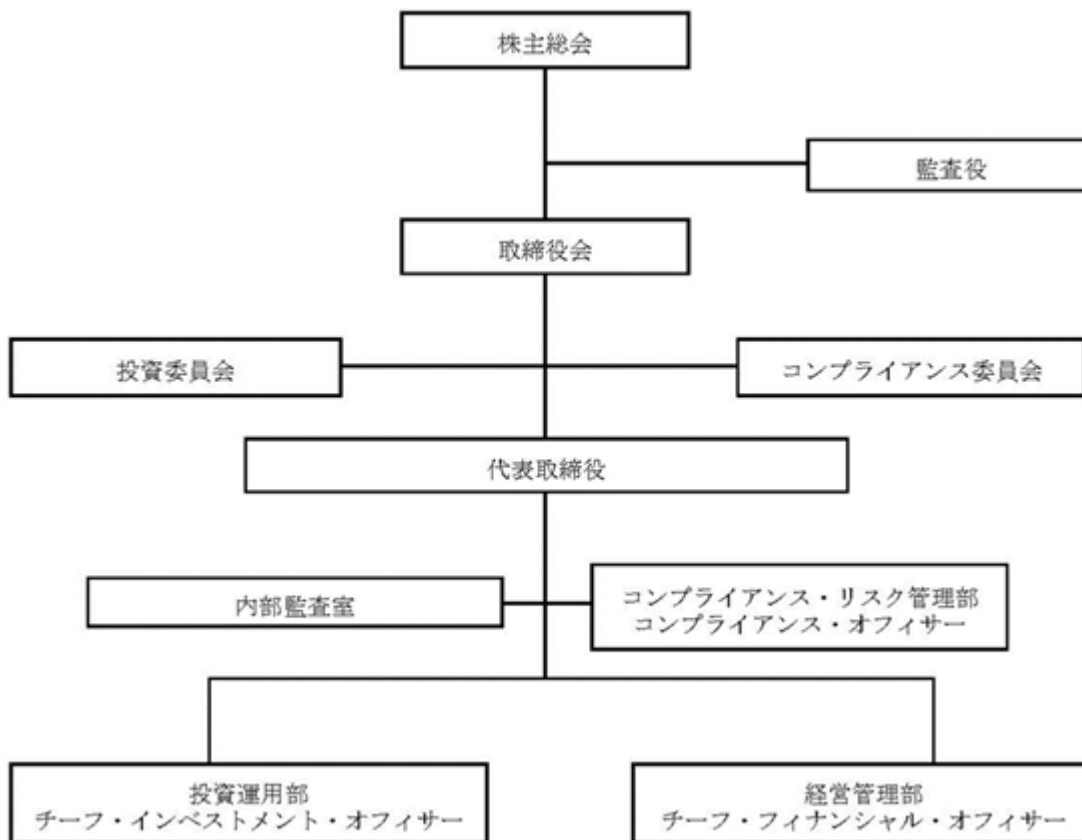 株主総会
監査役
取締役会
投資委員会
コンプライアンス委員会
代表取締役
内部監査室
コンプライアンス・リスク管理部
コンプライアンス・オフィサー
投資運用部
チーフ・インベストメント・オフィサー
経営管理部
チーフ・フィナンシャル・オフィサー